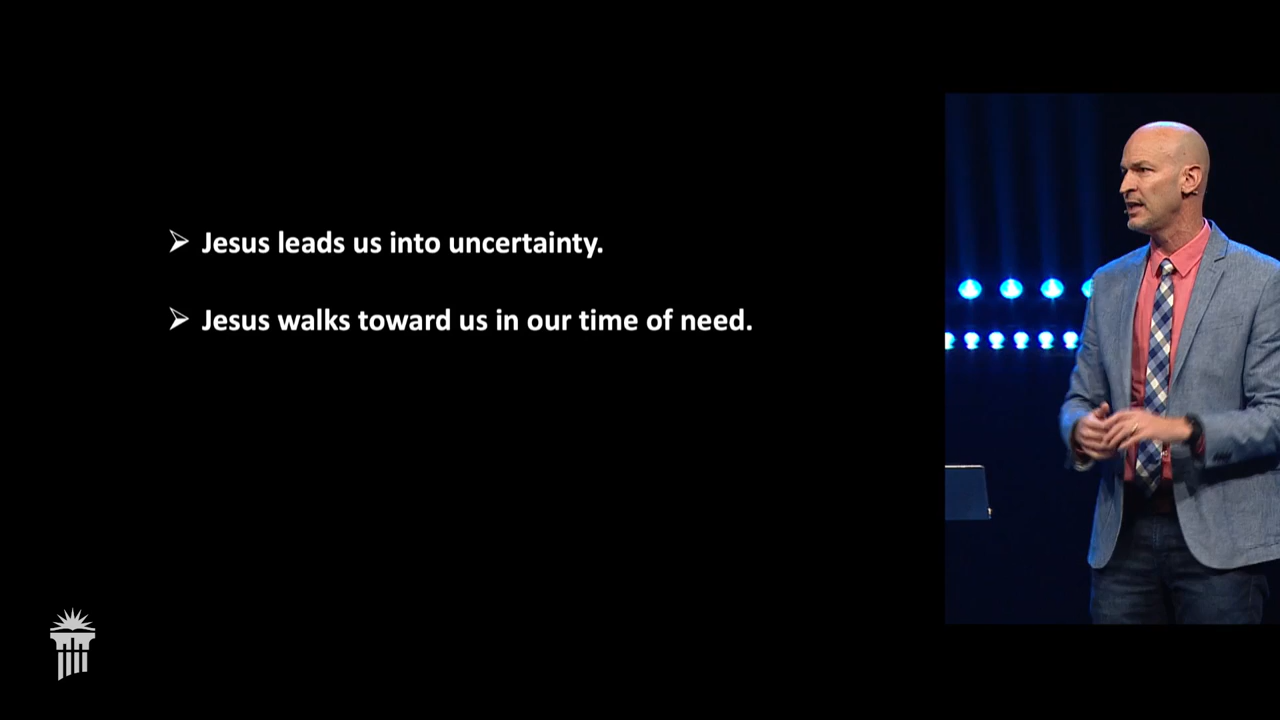 Jesus leads us into uncertainty.
Jesus walks toward us in our time of need.